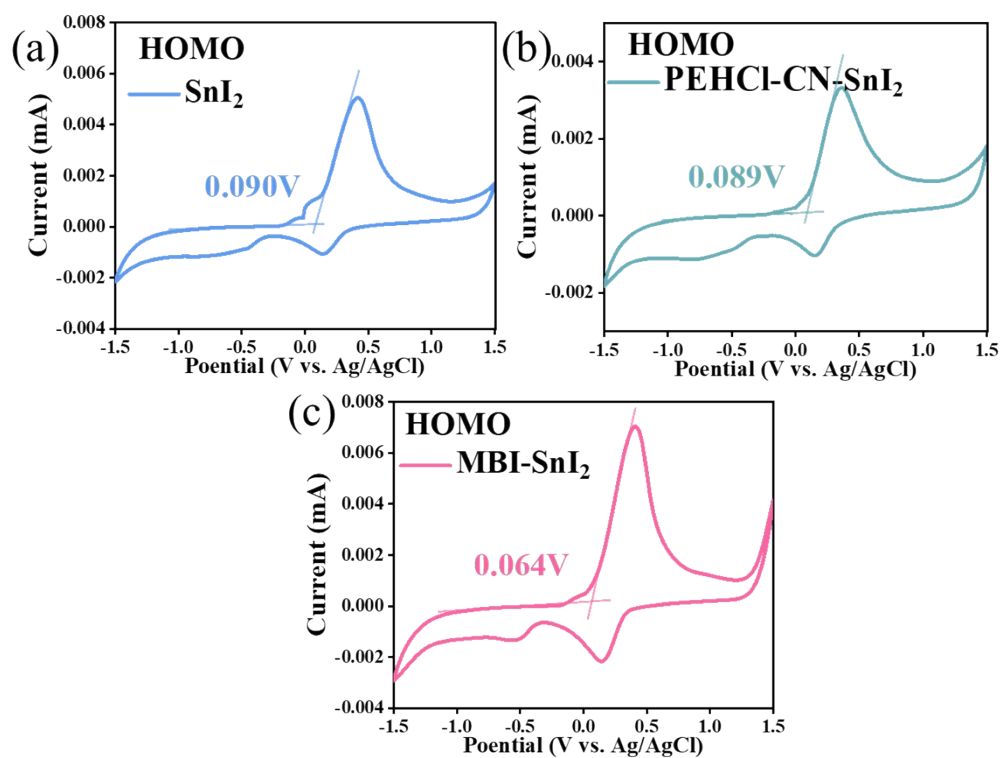 (a)
HOMO
SnI2
0.090V
Current (mA)
0.008
0.006
0.004
0.002
0.000
-0.002
-0.004
-1.5 -1.0 -0.5 0.0 0.5 1.0 1.5
Poential (V vs. Ag/AgCl)
(b)
HOMO
PEHCl-CN-SnI2
0.089V
Current (mA)
0.004
0.002
0.000
-0.002
-1.5 -1.0 -0.5 0.0 0.5 1.0 1.5
Poential (V vs. Ag/AgCl)
(c)
HOMO
MBI-SnI2
0.064V
Current (mA)
0.008
0.006
0.004
0.002
0.000
-0.002
-0.004
-1.5 -1.0 -0.5 0.0 0.5 1.0 1.5
Poential (V vs. Ag/AgCl)